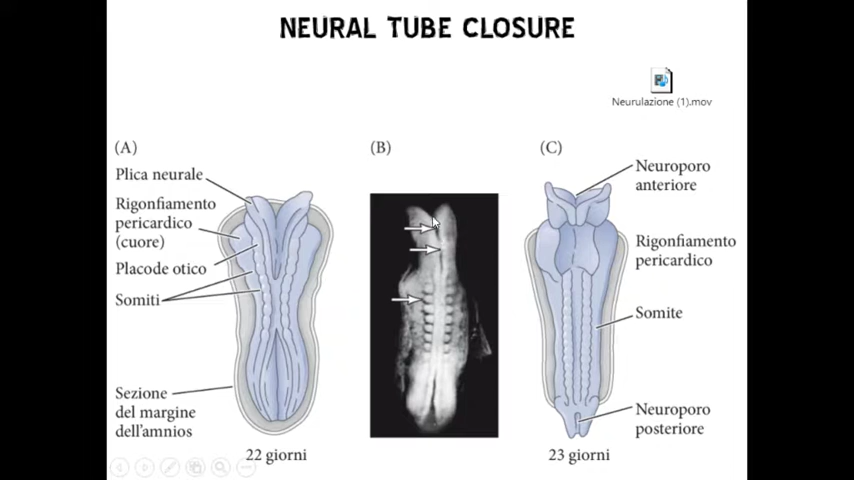 NEURAL TUBE CLOSURE
Neurulazione (1).mov
(A)
Plica neurale
Rigonfiamento
pericardico
(cuore)
Placode otico
Somiti
Sezione
del margine
dell'amnios
22 giorni
(B)
(C)
Neuroporo
anteriore
Rigonfiamento
pericardico
Somite
Neuroporo
posteriore
23 giorni